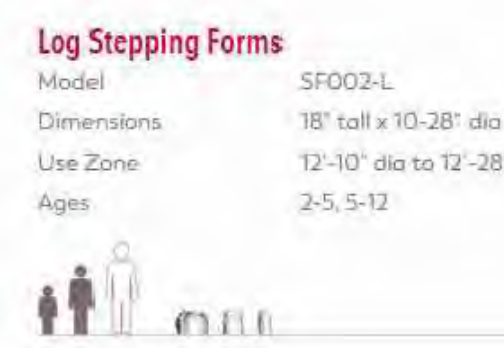 Log Stepping Forms
Model SF002-L
Dimensions 18" tall x 10-28" dia
Use Zone 12'-10" dia to 12'-28
Ages 2-5, 5-12